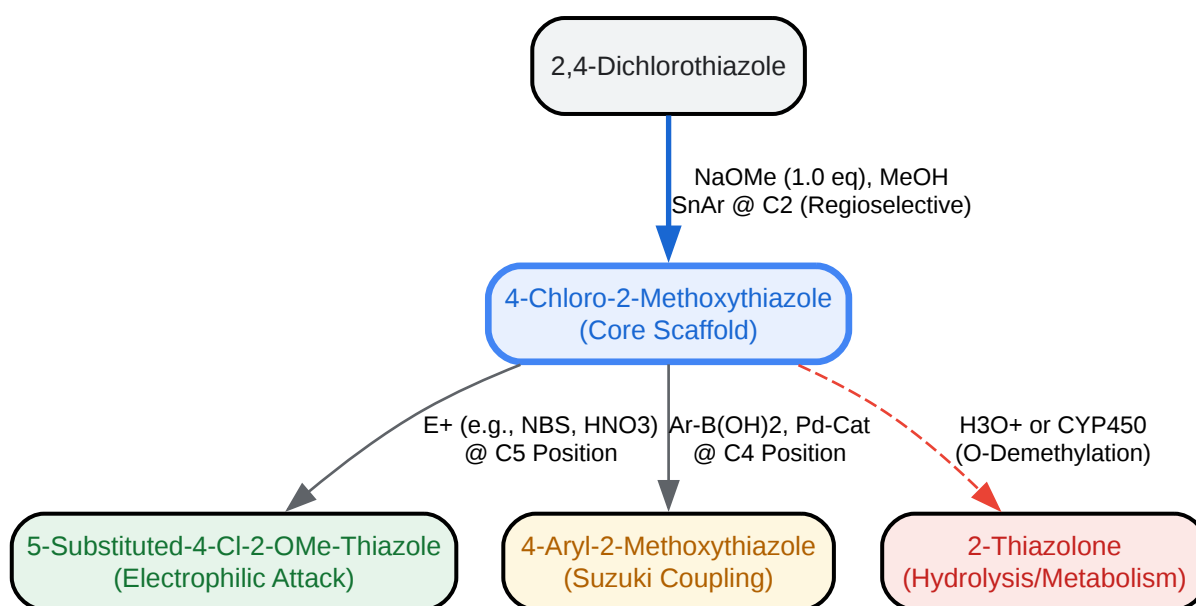 2,4-Dichlorothiazole
NaOMe (1.0 eq), MeOH
SnAr @ C2 (Regioselective)
4-Chloro-2-Methoxythiazole
(Core Scaffold)
E+ (e.g., NBS, HNO3)
@ C5 Position
Ar-B(OH)2, Pd-Cat
@ C4 Position
H3O+ or CYP450
(O-Demethylation)
5-Substituted-4-Cl-2-OMe-Thiazole
(Electrophilic Attack)
4-Aryl-2-Methoxythiazole
(Suzuki Coupling)
2-Thiazolone
(Hydrolysis/Metabolism)